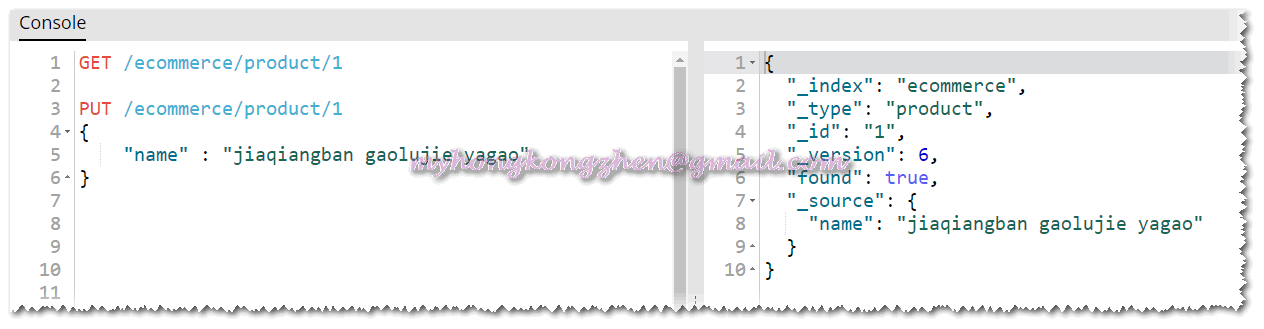 Console
1 GET /ecommerce/product/1
2
3 PUT /ecommerce/product/1
4 {
5 "name" : "jiaqiangban gaolujie yagao"
6 }
7
8
9
10
11
1 {
2 "_index": "ecommerce",
3 "_type": "product",
4 "_id": "1",
5 "_version": 6,
6 "found": true,
7 "_source": {
8 "name": "jiaqiangban gaolujie yagao"
9 }
10 }
myhongkongzhen@gmail.com